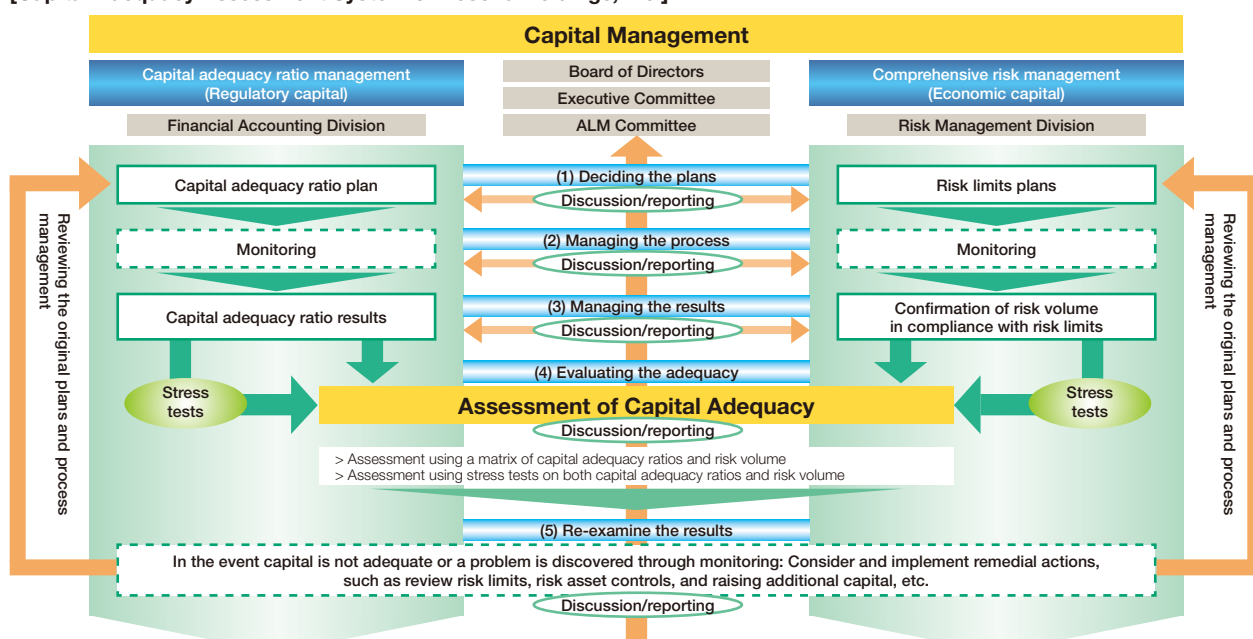 Capital Management
Capital adequacy ratio management
(Regulatory capital)
Board of Directors
Executive Committee
ALM Committee
Comprehensive risk management
(Economic capital)
Financial Accounting Division
Risk Management Division
(1) Deciding the plans
Discussion/reporting
Capital adequacy ratio plan
Risk limits plans
(2) Managing the process
Discussion/reporting
Monitoring
Monitoring
(3) Managing the results
Discussion/reporting
Capital adequacy ratio results
Confirmation of risk volume
in compliance with risk limits
(4) Evaluating the adequacy
Stress
tests
Assessment of Capital Adequacy
Stress
tests
Discussion/reporting
> Assessment using a matrix of capital adequacy ratios and risk volume
> Assessment using stress tests on both capital adequacy ratios and risk volume
(5) Re-examine the results
In the event capital is not adequate or a problem is discovered through monitoring: Consider and implement remedial actions,
such as review risk limits, risk asset controls, and raising additional capital, etc.
Discussion/reporting
Reviewing the original plans and process
management
Reviewing the original plans and process
management